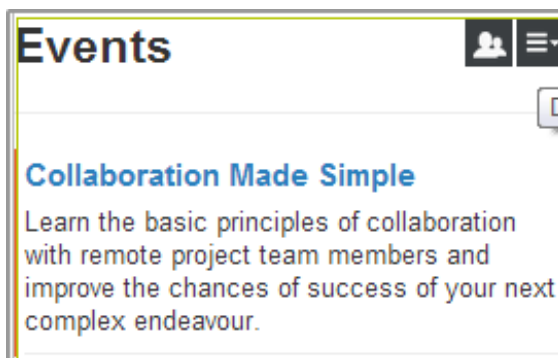 Events
Collaboration Made Simple
Learn the basic principles of collaboration
with remote project team members and
improve the chances of success of your next
complex endeavour.